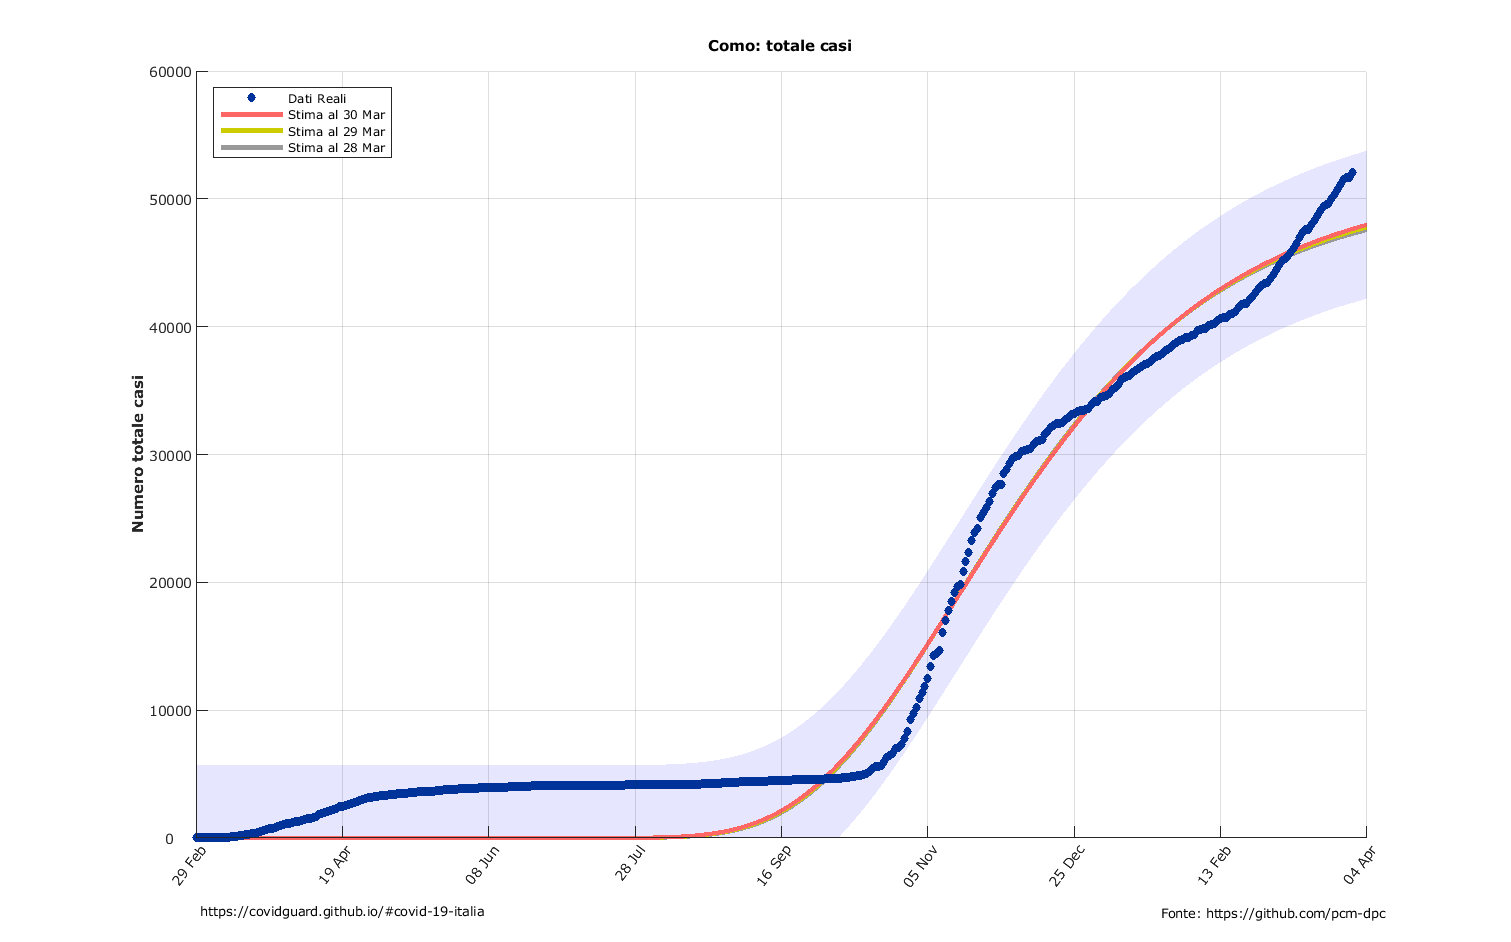 Como: totale casi
Dati Reali
Stima al 30 Mar
Stima al 29 Mar
Stima al 28 Mar
Numero totale casi
60000
50000
40000
30000
20000
10000
0
29 Feb
19 Apr
08 Jun
28 Jul
16 Sep
05 Nov
25 Dec
13 Feb
04 Apr
https://covidguard.github.io/#covid-19-italia
Fonte: https://github.com/pcm-dpc